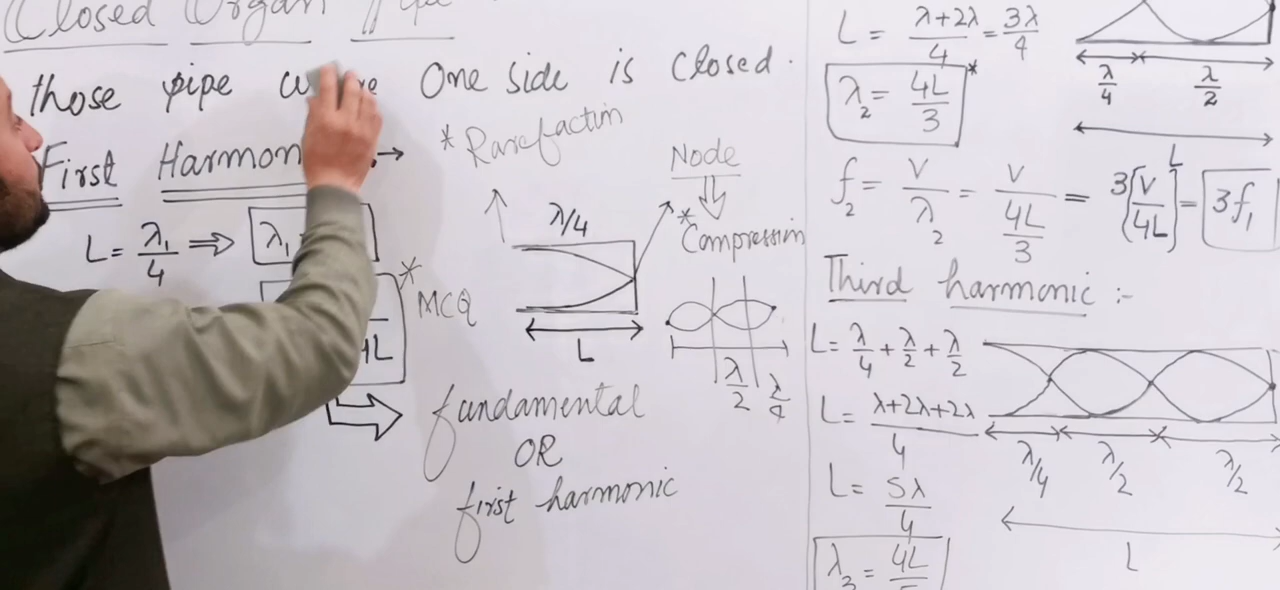 Closed Organ Pipe
those pipe One side is closed.
First Harmon →
* Rarefaction
L = λ₁/4 ⇒ λ₁
* MCQ
4L
λ/4
L
Node
* Compression
λ/2 λ/4
fundamental
OR
first harmonic
L = (λ+2λ)/4 = 3λ/4
λ₂ = 4L/3 *
λ/4 λ/2
L
f₂ = v/λ₂ = v/(4L/3) = 3[v/4L] = 3f₁
Third harmonic :-
L = λ/4 + λ/2 + λ/2
L = (λ+2λ+2λ)/4
λ/4 λ/2 λ/2
L = 5λ/4
L
λ₃ = 4L